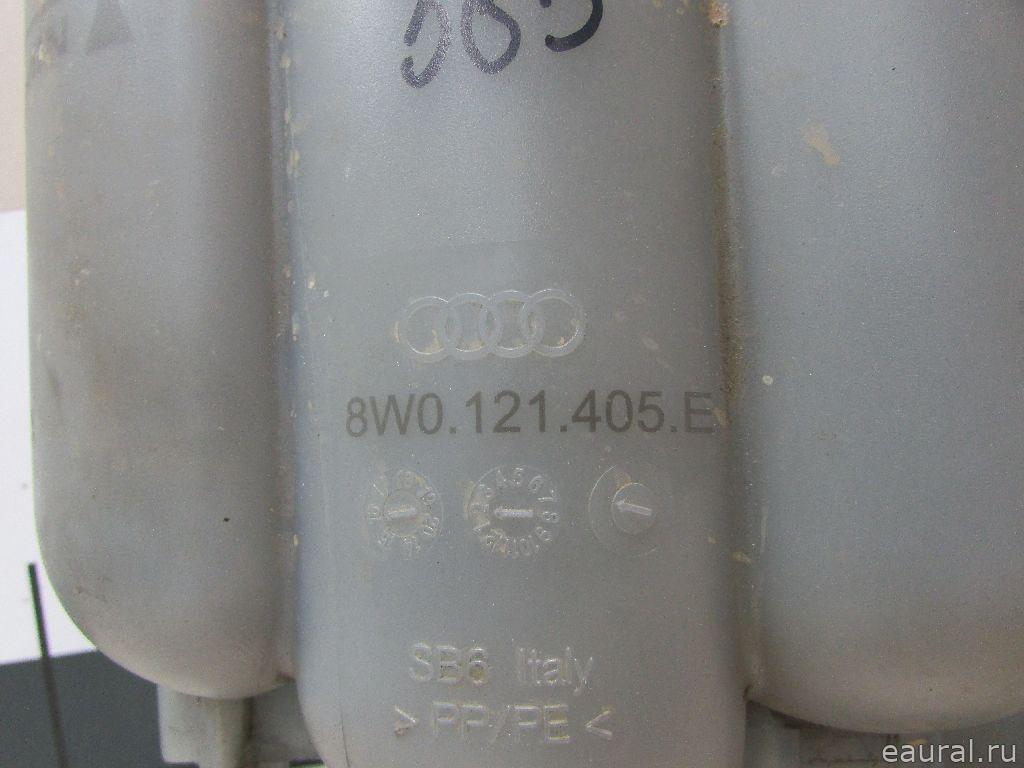 8W0.121.405.E
SB6 Italy
> PP/PE <
eaural.ru